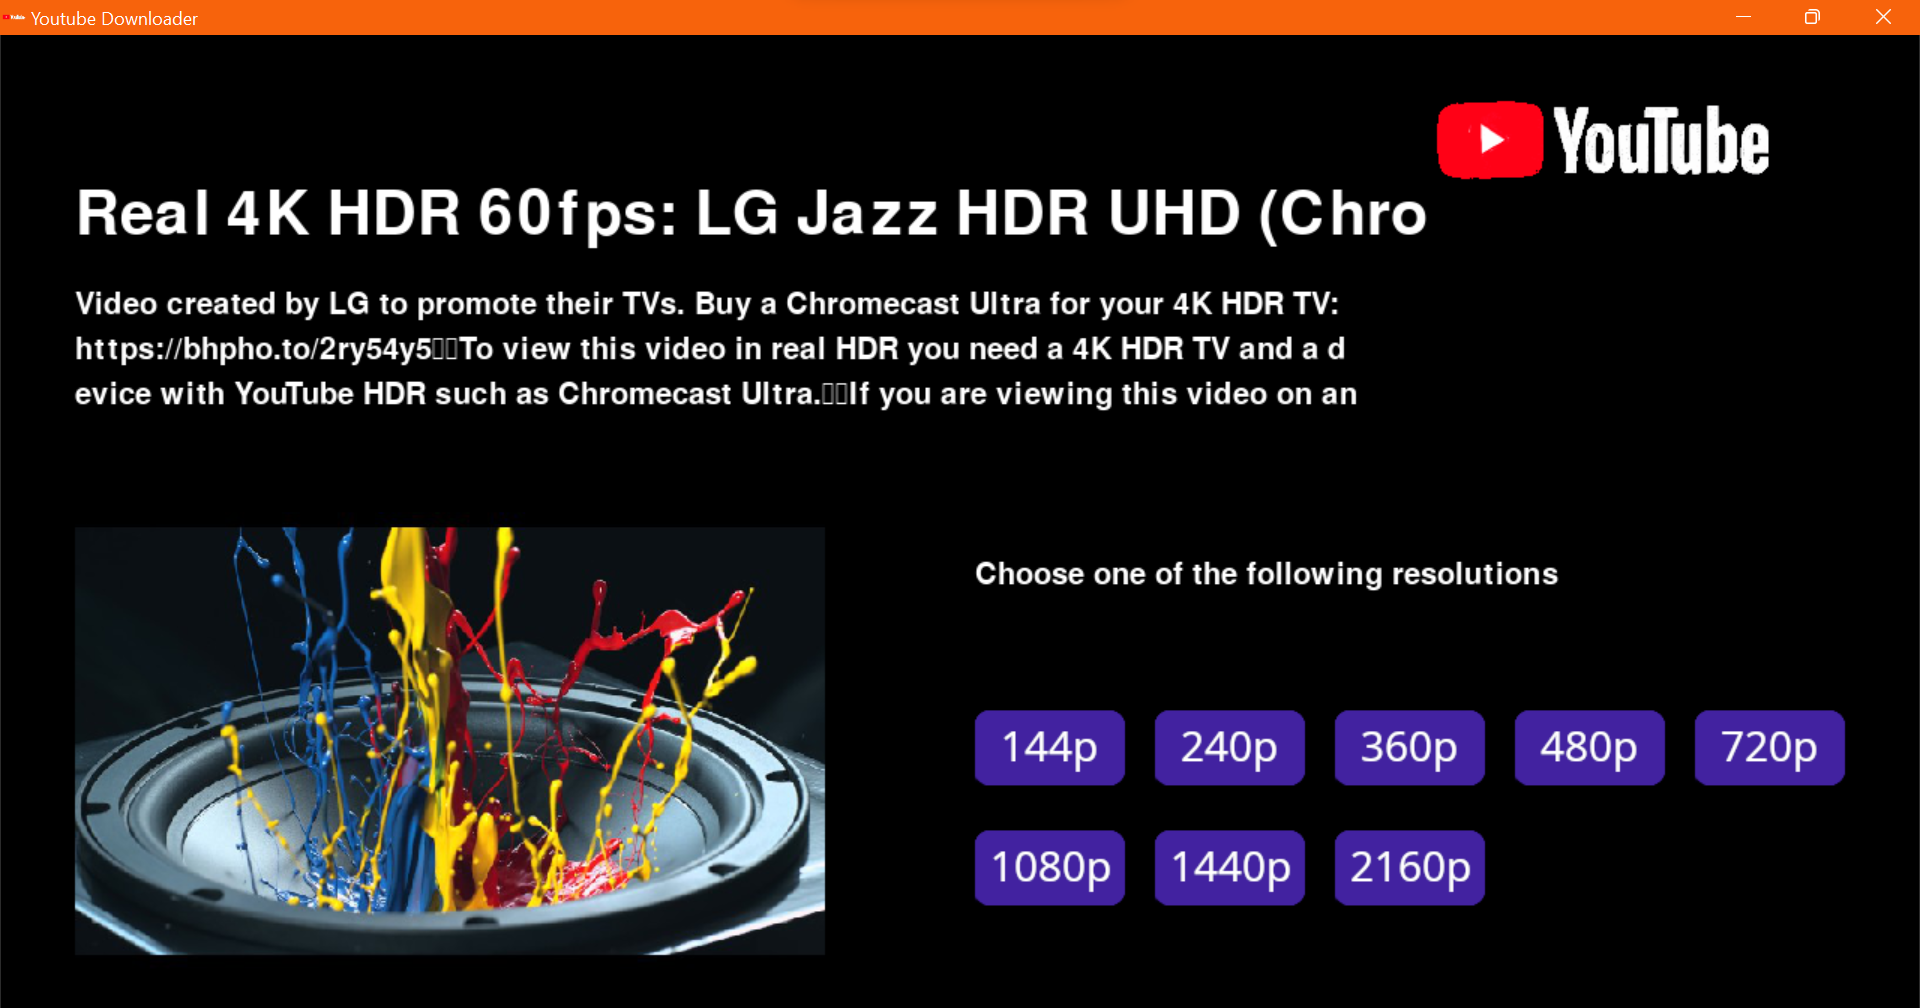 Youtube Downloader
YouTube
Real 4K HDR 60fps: LG Jazz HDR UHD (Chro
Video created by LG to promote their TVs. Buy a Chromecast Ultra for your 4K HDR TV:
https://bhpho.to/2ry54y5▯▯To view this video in real HDR you need a 4K HDR TV and a d
evice with YouTube HDR such as Chromecast Ultra.▯▯If you are viewing this video on an
Choose one of the following resolutions
144p 240p 360p 480p 720p
1080p 1440p 2160p